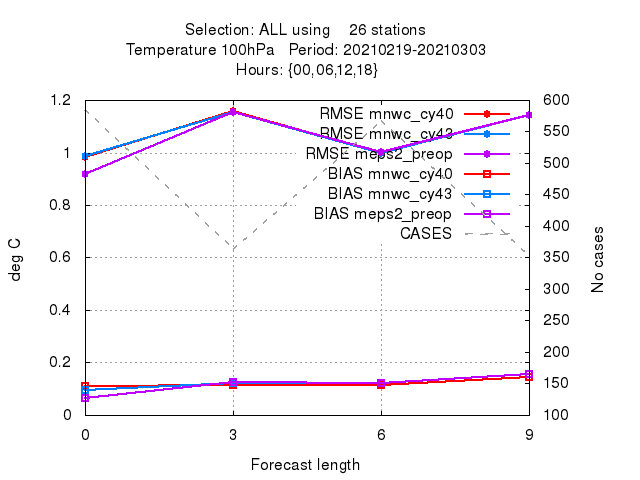 Selection: ALL using 26 stations
Temperature 100hPa Period: 20210219-20210303
Hours: {00,06,12,18}
1.2
1
0.8
0.6
0.4
0.2
0
deg C
RMSE mnwc_cy40
RMSE mnwc_cy43
RMSE meps2_preop
BIAS mnwc_cy40
BIAS mnwc_cy43
BIAS meps2_preop
CASES
600
550
500
450
400
350
300
250
200
150
100
No cases
0 3 6 9
Forecast length